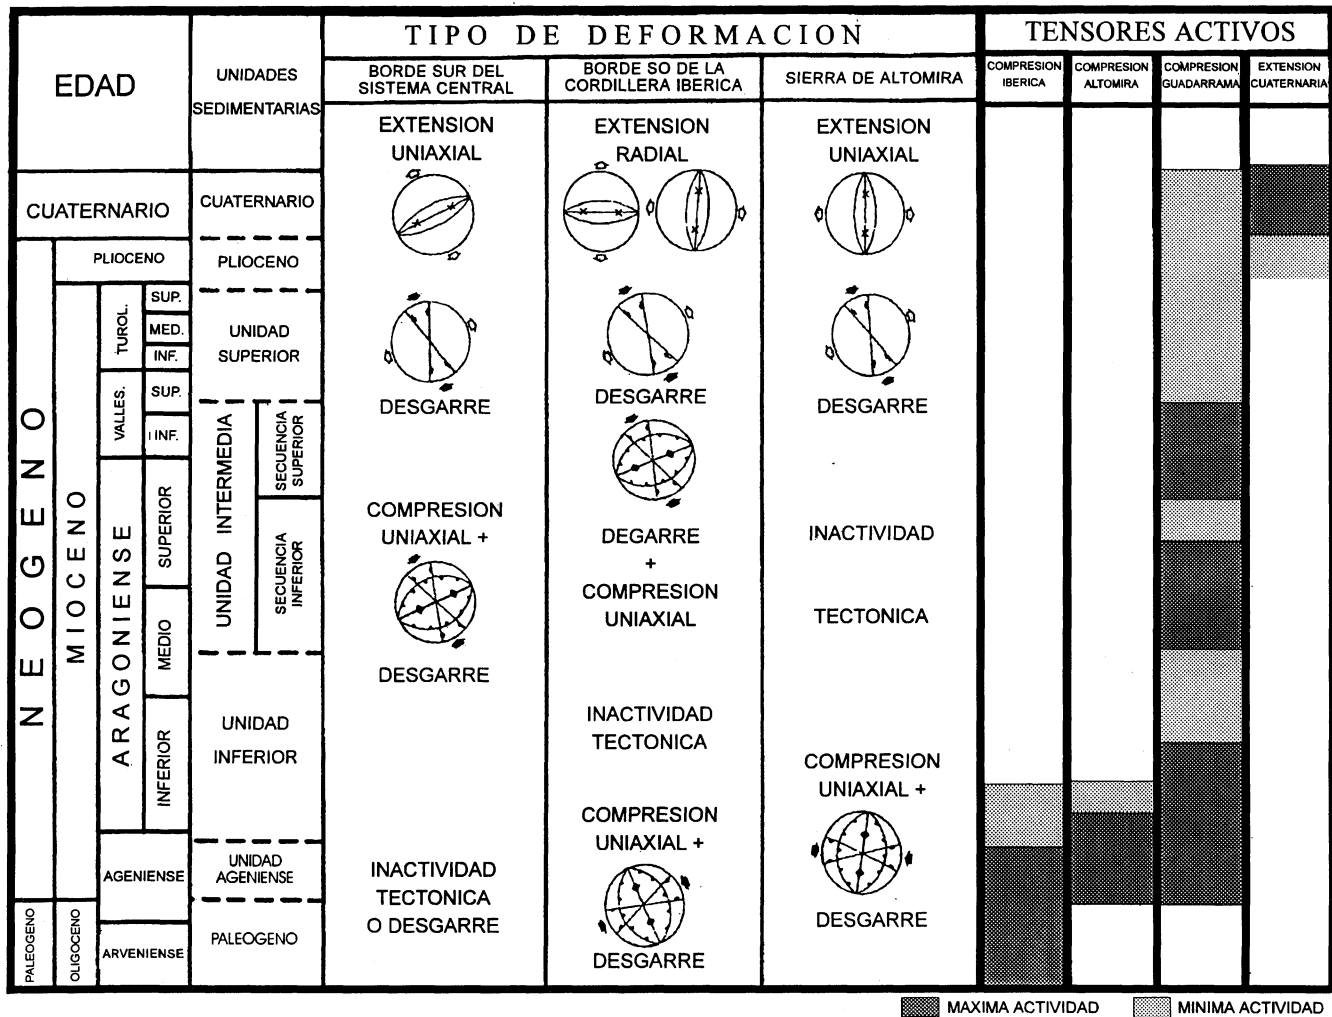 EDAD
UNIDADES
SEDIMENTARIAS
TIPO DE DEFORMACION
BORDE SUR DEL
SISTEMA CENTRAL
BORDE SO DE LA
CORDILLERA IBERICA
SIERRA DE ALTOMIRA
TENSORES ACTIVOS
COMPRESION
IBERICA
COMPRESION
ALTOMIRA
COMPRESION
GUADARRAMA
EXTENSION
CUATERNARIA
CUATERNARIO
NEOGENO
PLIOCENO
MIOCENO
TUROL.
SUP.
MED.
INF.
VALLES.
SUP.
INF.
ARAGONIENSE
SUPERIOR
MEDIO
INFERIOR
AGENIENSE
PALEOGENO
OLIGOCENO
ARVENIENSE
CUATERNARIO
PLIOCENO
UNIDAD
SUPERIOR
UNIDAD INTERMEDIA
SECUENCIA
SUPERIOR
SECUENCIA
INFERIOR
UNIDAD
INFERIOR
UNIDAD
AGENIENSE
PALEOGENO
EXTENSION
UNIAXIAL
DESGARRE
COMPRESION
UNIAXIAL +
DESGARRE
INACTIVIDAD
TECTONICA
O DESGARRE
EXTENSION
RADIAL
DESGARRE
DEGARRE
+
COMPRESION
UNIAXIAL
INACTIVIDAD
TECTONICA
COMPRESION
UNIAXIAL +
DESGARRE
EXTENSION
UNIAXIAL
DESGARRE
INACTIVIDAD
TECTONICA
COMPRESION
UNIAXIAL +
DESGARRE
MAXIMA ACTIVIDAD
MINIMA ACTIVIDAD